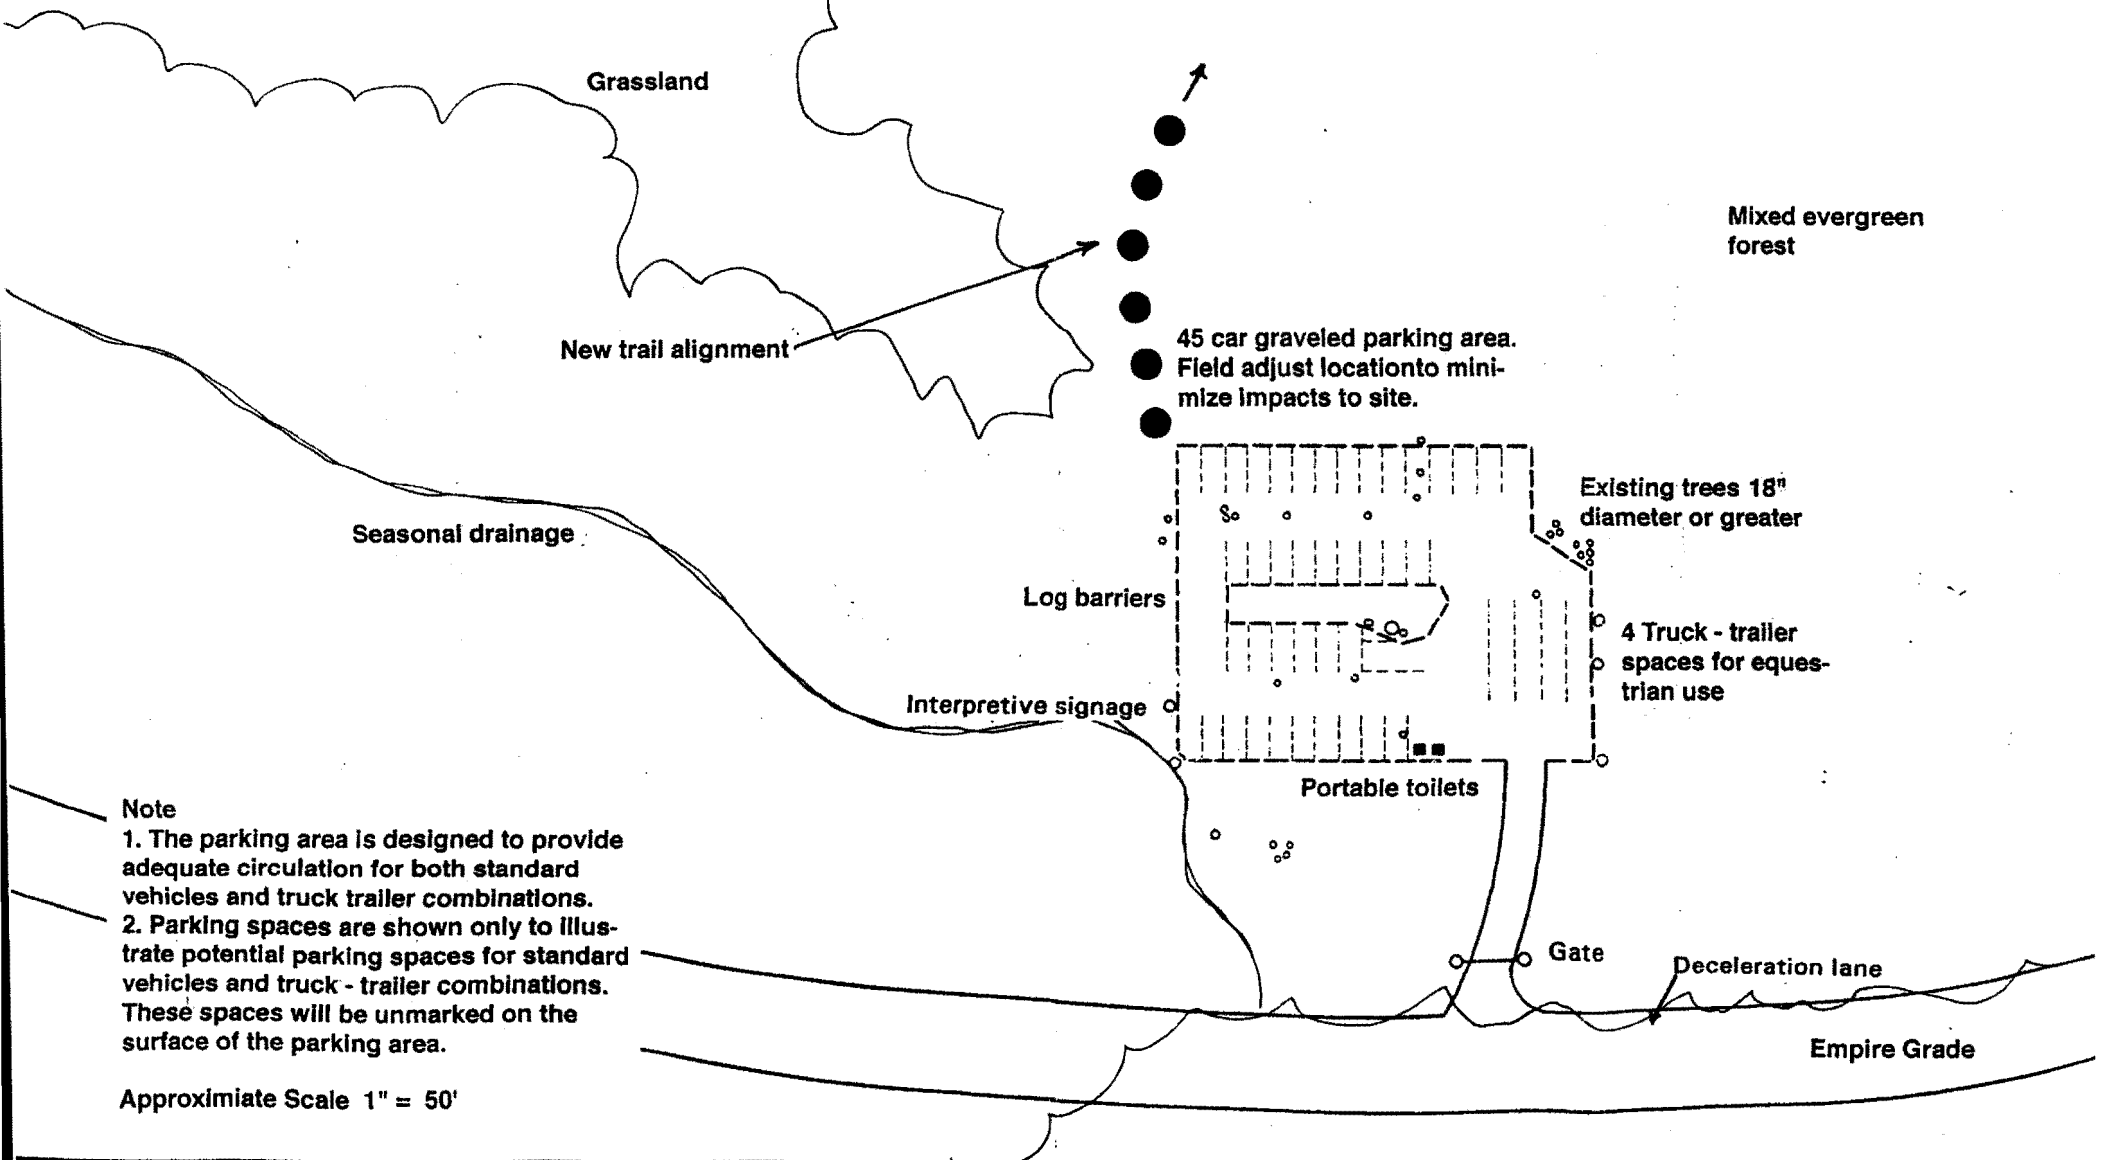 Grassland
Mixed evergreen
forest
New trail alignment
45 car graveled parking area.
Field adjust locationto mini-
mize impacts to site.
Existing trees 18"
diameter or greater
Seasonal drainage
Log barriers
4 Truck - trailer
spaces for eques-
trian use
Interpretive signage
Portable toilets
Note
1. The parking area is designed to provide
adequate circulation for both standard
vehicles and truck trailer combinations.
2. Parking spaces are shown only to illus-
trate potential parking spaces for standard
vehicles and truck - trailer combinations.
These spaces will be unmarked on the
surface of the parking area.
Approximiate Scale 1" = 50'
Gate
Deceleration lane
Empire Grade